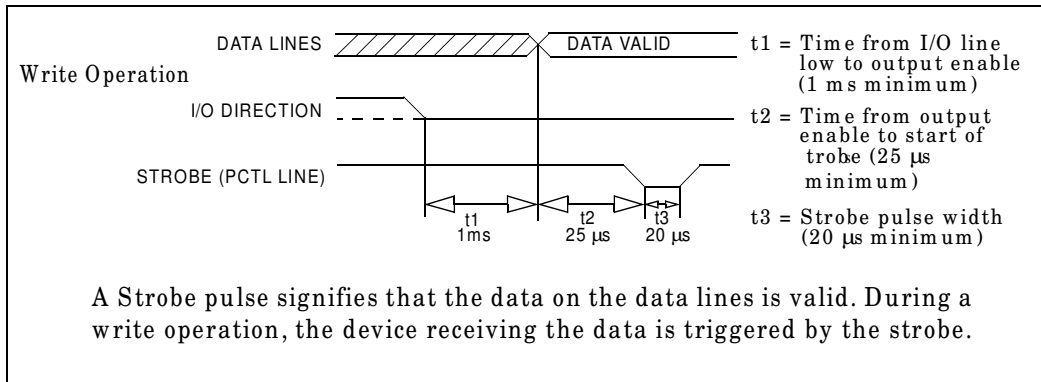 DATA LINES
DATA VALID
Write Operation
I/O DIRECTION
STROBE (PCTL LINE)
t1
1ms
t2
25 µs
t3
20 µs
t1 = Time from I/O line
low to output enable
(1 ms minimum)
t2 = Time from output
enable to start of
trobse (25 µs
minimum)
t3 = Strobe pulse width
(20 µs minimum)
A Strobe pulse signifies that the data on the data lines is valid. During a
write operation, the device receiving the data is triggered by the strobe.